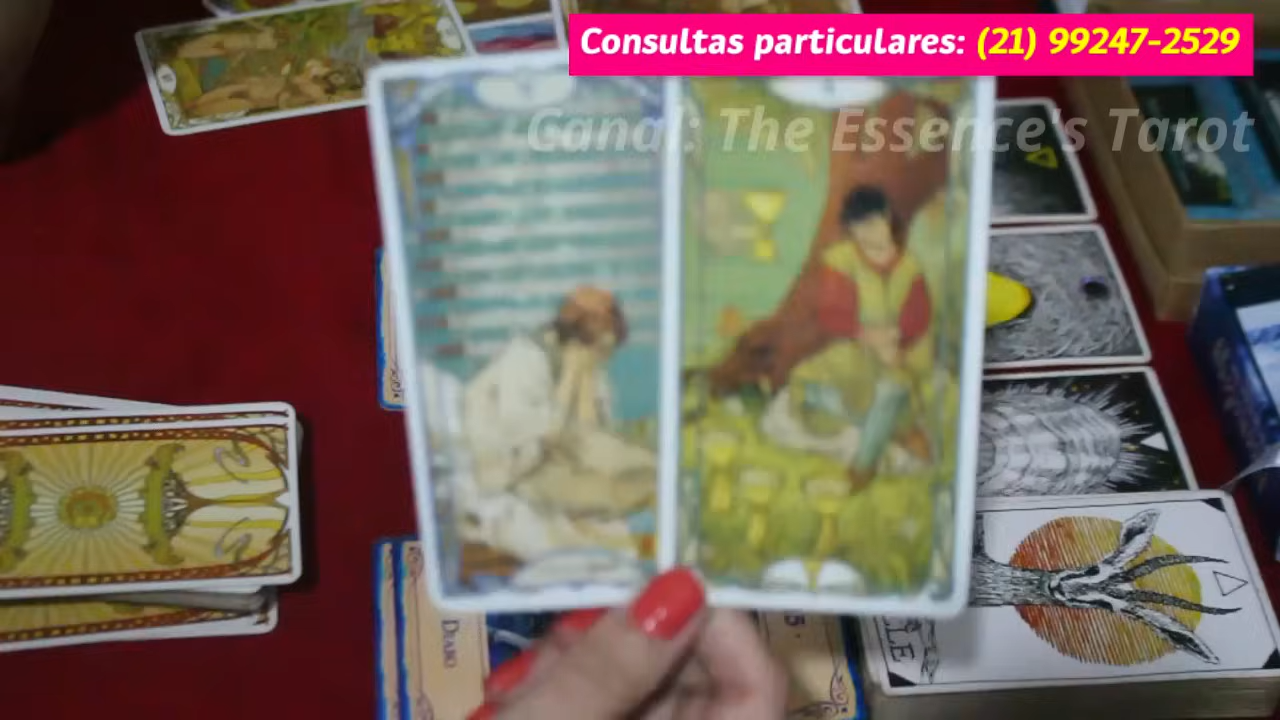 Consultas particulares: (21) 99247-2529
Canal: The Essence's Tarot
DIABO